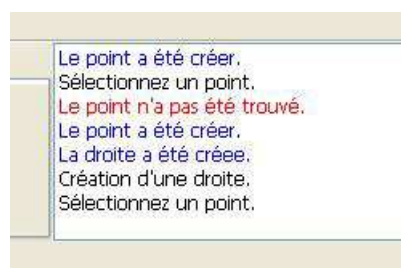 Le point a été créer.
Sélectionnez un point.
Le point n'a pas été trouvé.
Le point a été créer.
La droite a été créee.
Création d'une droite.
Sélectionnez un point.